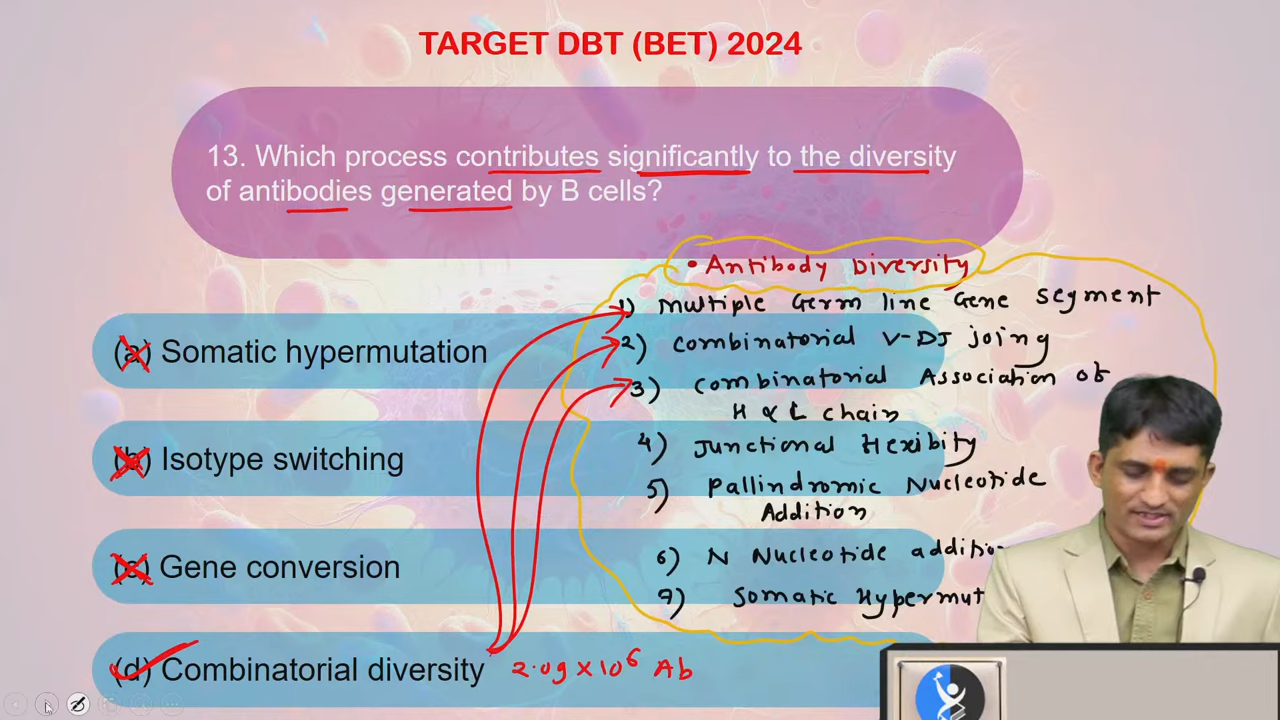 TARGET DBT (BET) 2024
13. Which process contributes significantly to the diversity
of antibodies generated by B cells?
• Antibody Diversity
1) Multiple Germ line Gene segment
2) combinatorial V-DJ joing
3) combinatorial Association of
H & L chain
4) Junctional Flexibity
5) Pallindromic Nucleotide
Addition
6) N Nucleotide additio
7) Somatic Hypermut
(a) Somatic hypermutation
(b) Isotype switching
(c) Gene conversion
(d) Combinatorial diversity 2.09 x 10⁶ Ab